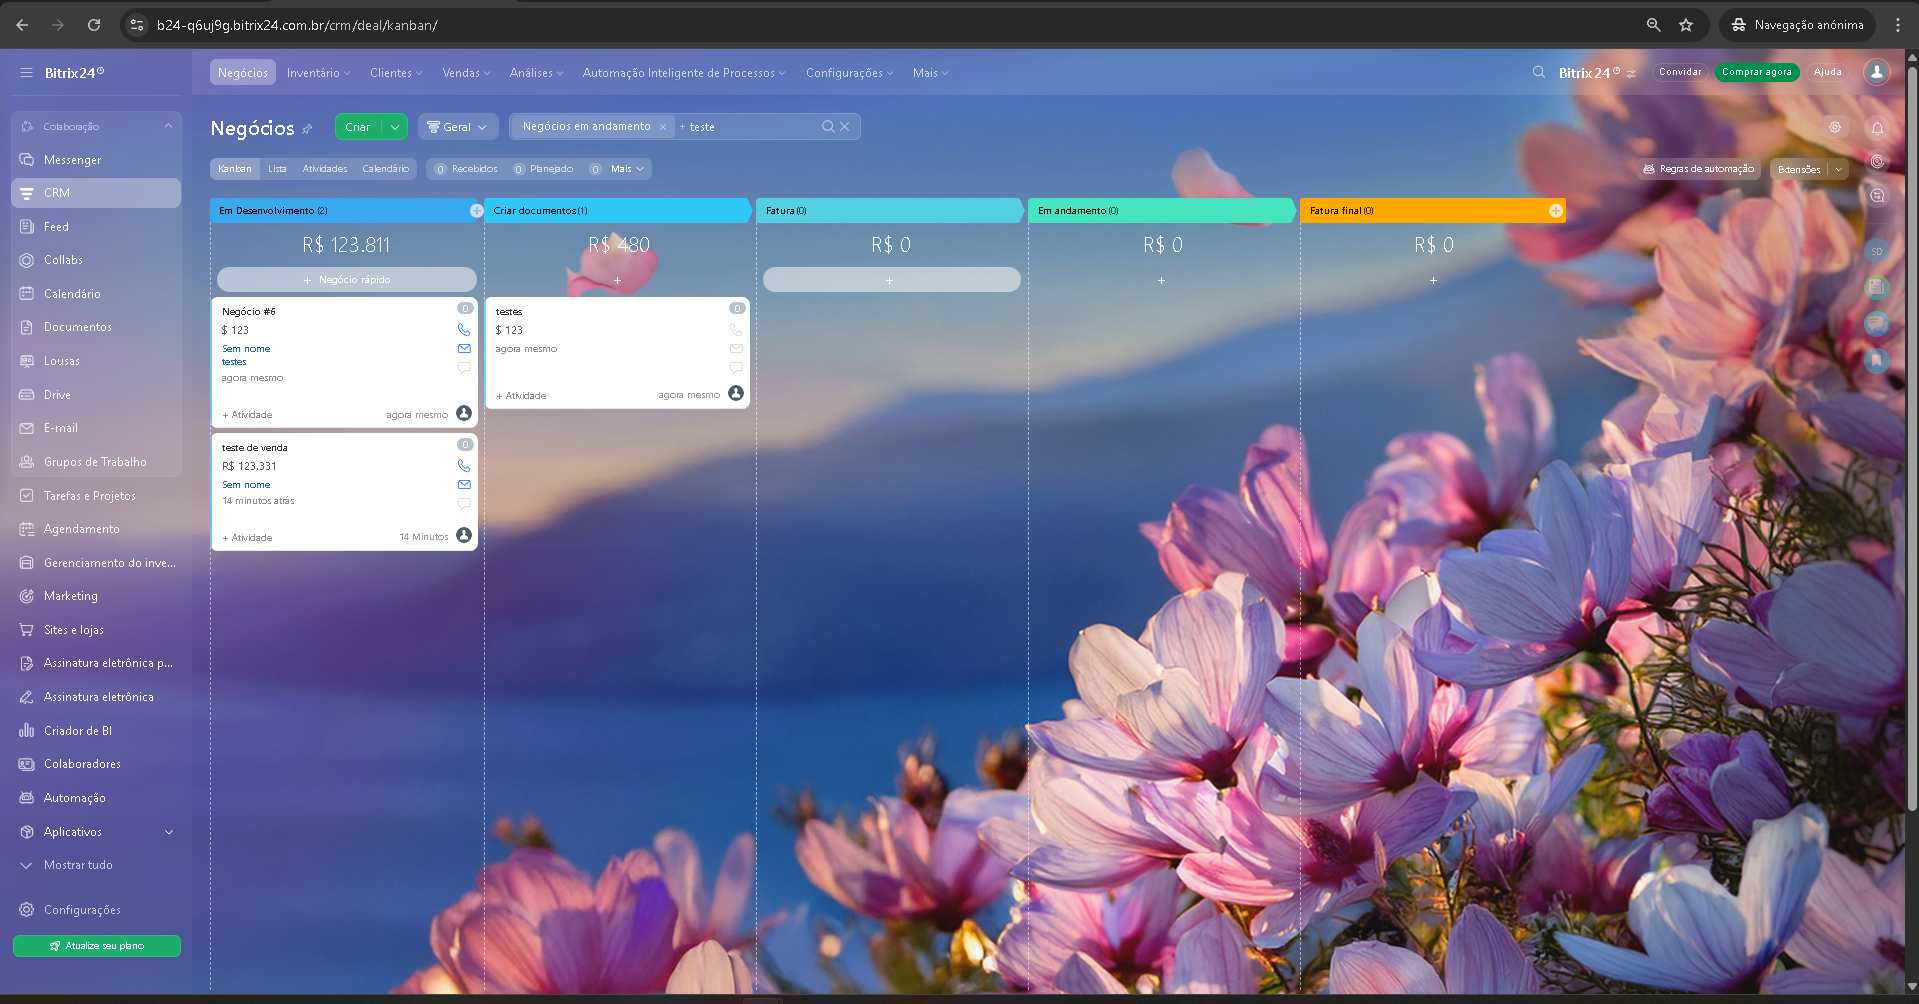 b24-q6uj9g.bitrix24.com.br/crm/deal/kanban/
Navegação anónima
Bitrix24
Negócios
Inventário
Clientes
Vendas
Análises
Automação Inteligente de Processos
Configurações
Mais
Bitrix24
Convidar
Comprar agora
Ajuda
Colaboração
Messenger
CRM
Feed
Collabs
Calendário
Documentos
Lousas
Drive
E-mail
Grupos de Trabalho
Tarefas e Projetos
Agendamento
Gerenciamento do inve...
Marketing
Sites e lojas
Assinatura eletrônica p...
Assinatura eletrônica
Criador de BI
Colaboradores
Automação
Aplicativos
Mostrar tudo
Configurações
Atualize seu plano
Negócios
Criar
Geral
Negócios em andamento × + teste
Kanban
Lista
Atividades
Calendário
0 Recebidos
0 Planejado
0 Mais
Regras de automação
Extensões
SD
Em Desenvolvimento (2)
R$ 123.811
+ Negócio rápido
Negócio #6
0
$ 123
Sem nome
testes
agora mesmo
+ Atividade
agora mesmo
teste de venda
0
R$ 123.331
Sem nome
14 minutos atrás
+ Atividade
14 Minutos
Criar documentos (1)
R$ 480
+
testes
0
$ 123
agora mesmo
+ Atividade
agora mesmo
Fatura (0)
R$ 0
+
Em andamento (0)
R$ 0
+
Fatura final (0)
R$ 0
+